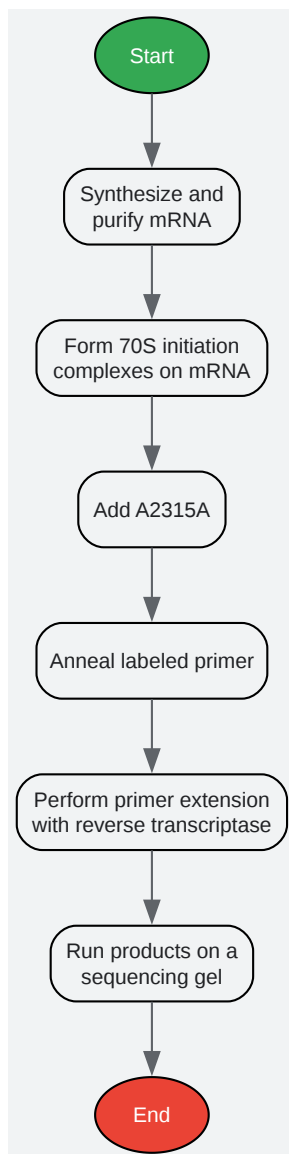 Start
Synthesize and
purify mRNA
Form 70S initiation
complexes on mRNA
Add A2315A
Anneal labeled primer
Perform primer extension
with reverse transcriptase
Run products on a
sequencing gel
End